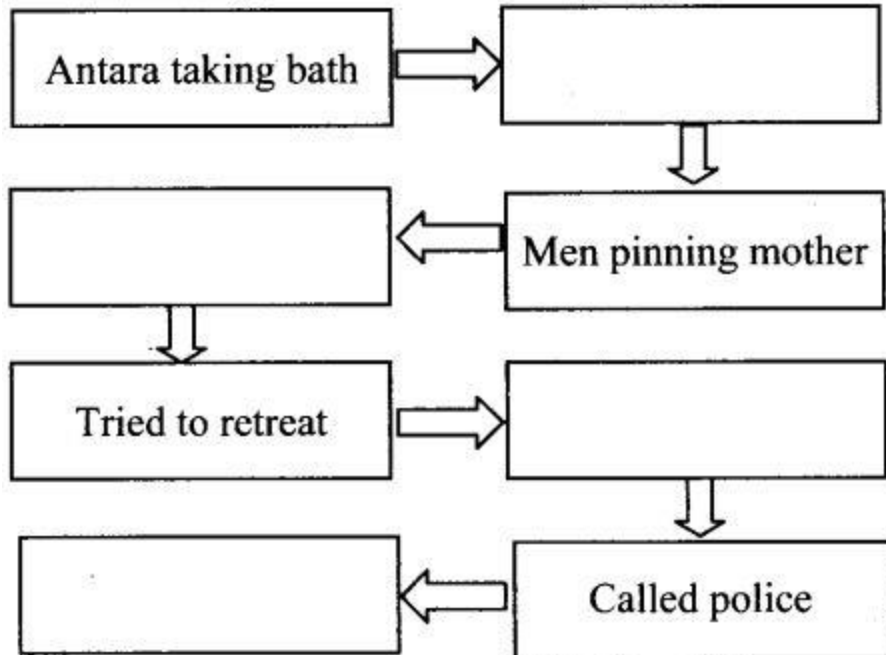 Antara taking bath
Men pinning mother
Tried to retreat
Called police